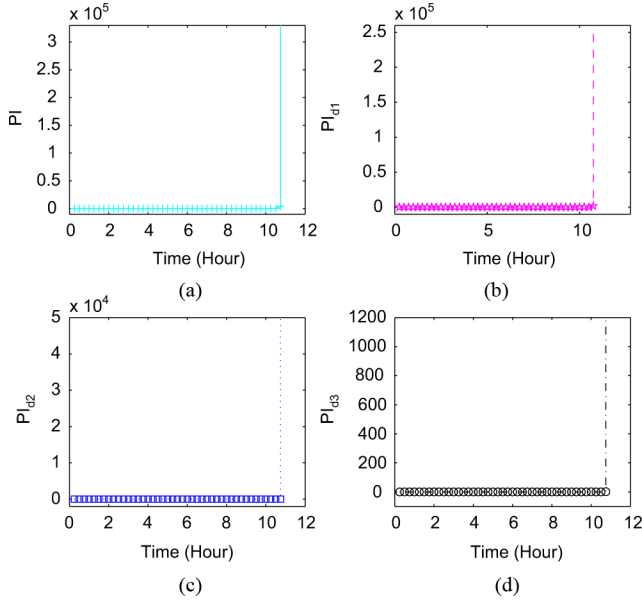 x 10^5
3
2.5
2
1.5
1
0.5
0
PI
0 2 4 6 8 10 12
Time (Hour)
(a)
x 10^5
2.5
2
1.5
1
0.5
0
PI_d1
0 5 10
Time (Hour)
(b)
x 10^4
5
4
3
2
1
0
PI_d2
0 2 4 6 8 10 12
Time (Hour)
(c)
1200
1000
800
600
400
200
0
PI_d3
0 2 4 6 8 10 12
Time (Hour)
(d)